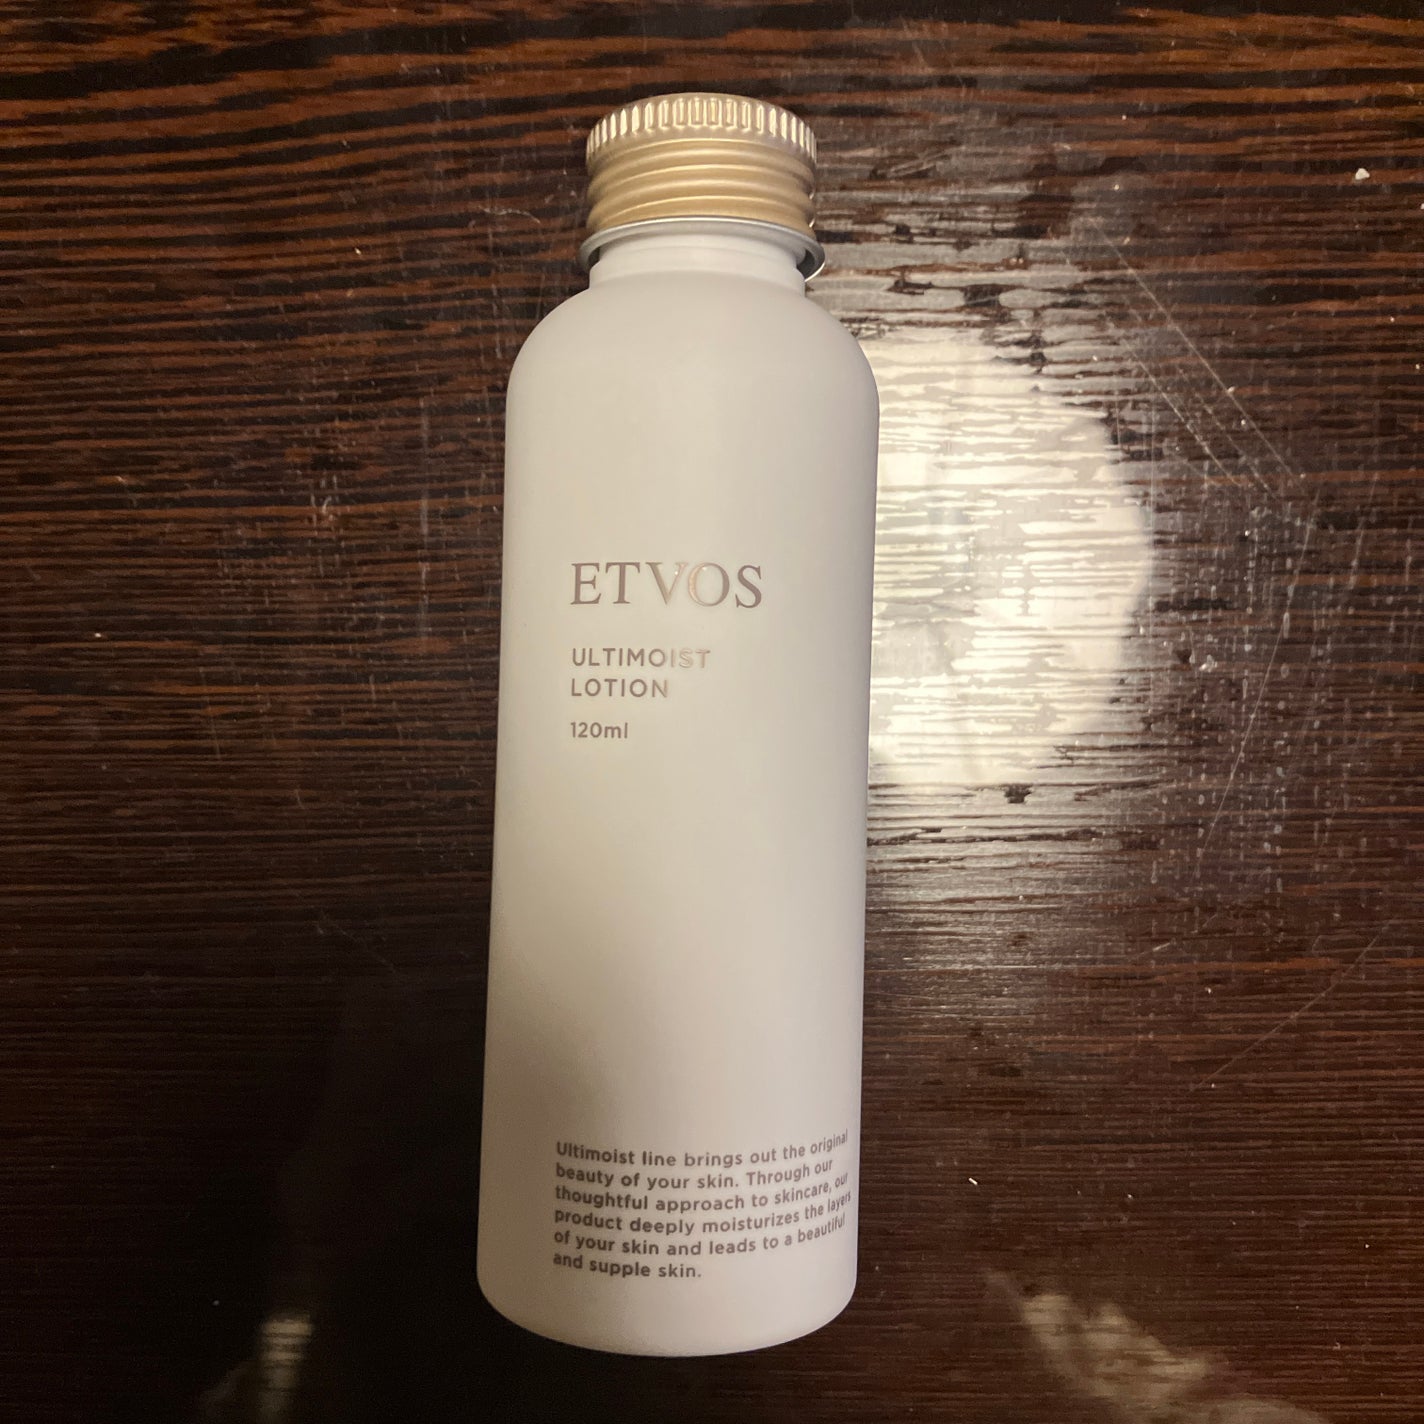 ETVOS
ULTIMOIST
LOTION
120ml
Ultimoist line brings out the original
beauty of your skin. Through our
thoughtful approach to skincare, our
product deeply moisturizes the layers
of your skin and leads to a beautiful
and supple skin.